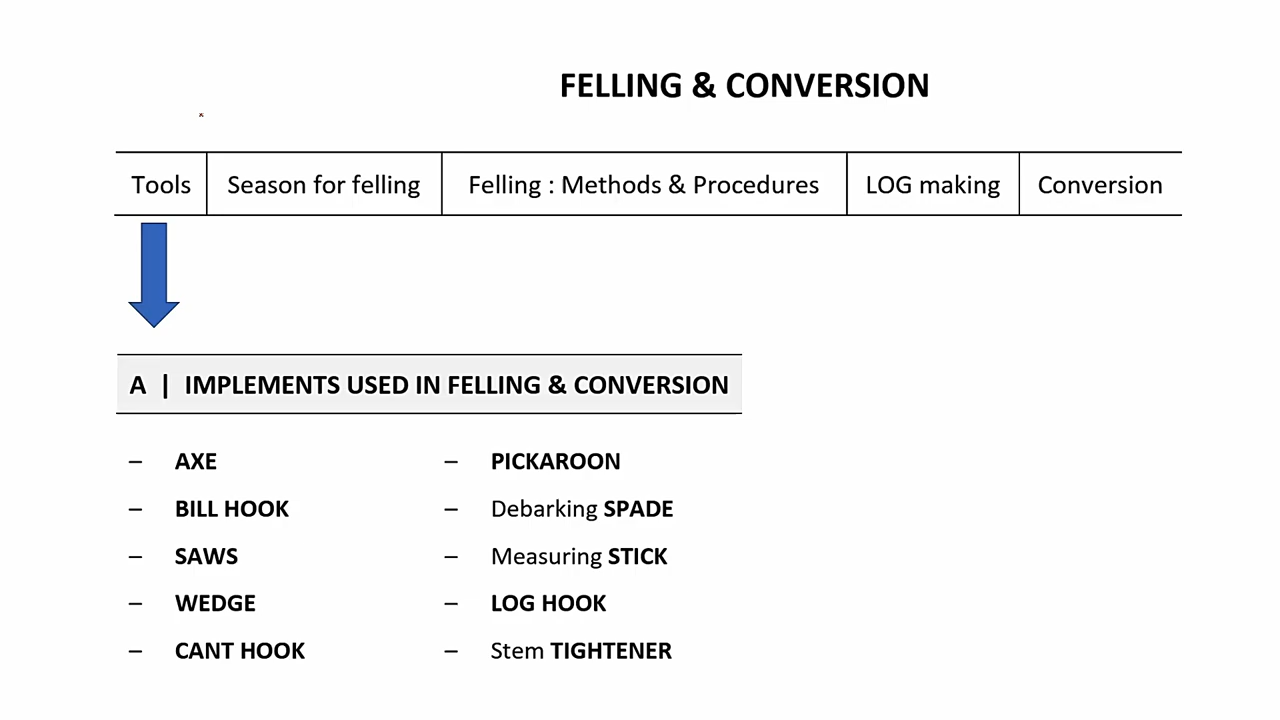 FELLING & CONVERSION
Tools
Season for felling
Felling : Methods & Procedures
LOG making
Conversion
A | IMPLEMENTS USED IN FELLING & CONVERSION
– AXE
– BILL HOOK
– SAWS
– WEDGE
– CANT HOOK
– PICKAROON
– Debarking SPADE
– Measuring STICK
– LOG HOOK
– Stem TIGHTENER